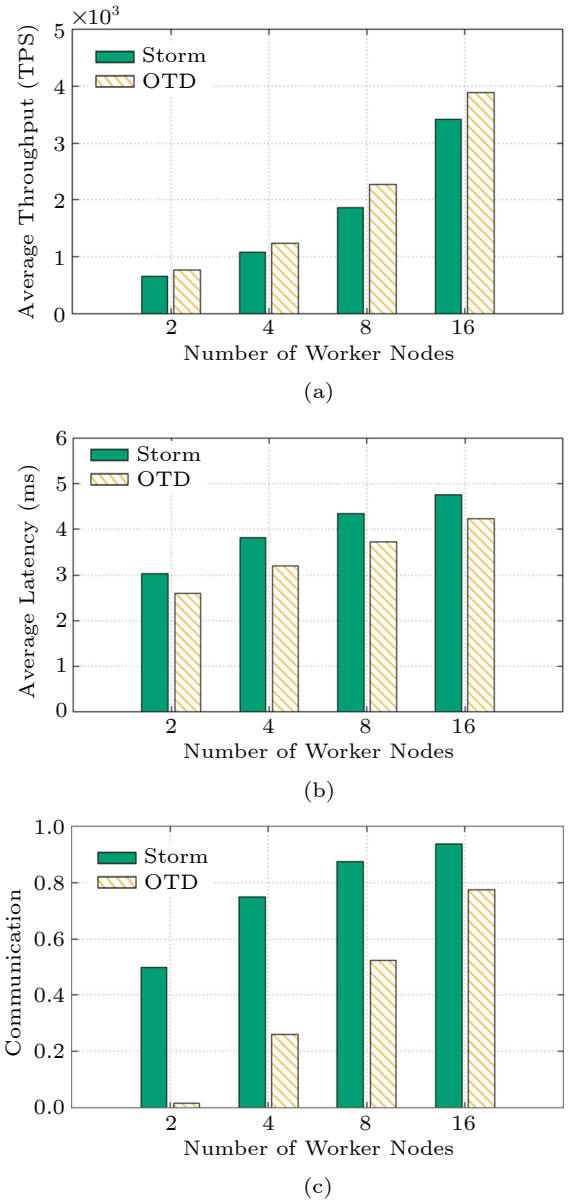 ×10³
5
4
3
2
1
0
Average Throughput (TPS)
Storm
OTD
2 4 8 16
Number of Worker Nodes
(a)
6
5
4
3
2
1
0
Average Latency (ms)
Storm
OTD
2 4 8 16
Number of Worker Nodes
(b)
1.0
0.8
0.6
0.4
0.2
0.0
Communication
Storm
OTD
2 4 8 16
Number of Worker Nodes
(c)